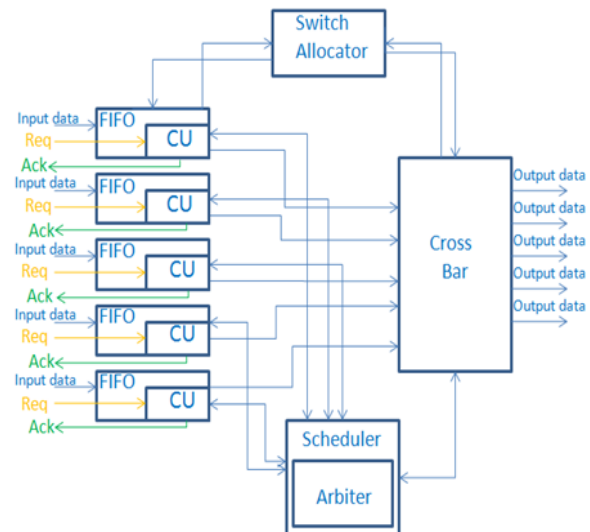 Switch
Allocator
Input data
FIFO
Req
CU
Ack
Input data
FIFO
Req
CU
Ack
Input data
FIFO
Req
CU
Ack
Input data
FIFO
Req
CU
Ack
Input data
FIFO
Req
CU
Ack
Cross
Bar
Output data
Output data
Output data
Output data
Output data
Scheduler
Arbiter